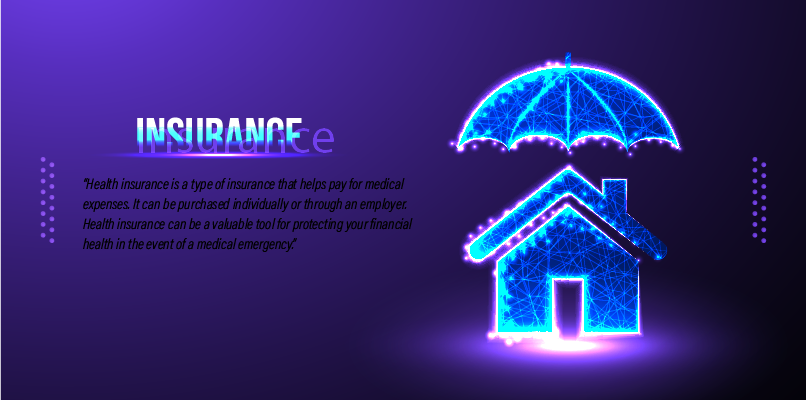 INSURANCE
insurance
"Health insurance is a type of insurance that helps pay for medical
expenses. It can be purchased individually or through an employer.
Health insurance can be a valuable tool for protecting your financial
health in the event of a medical emergency."